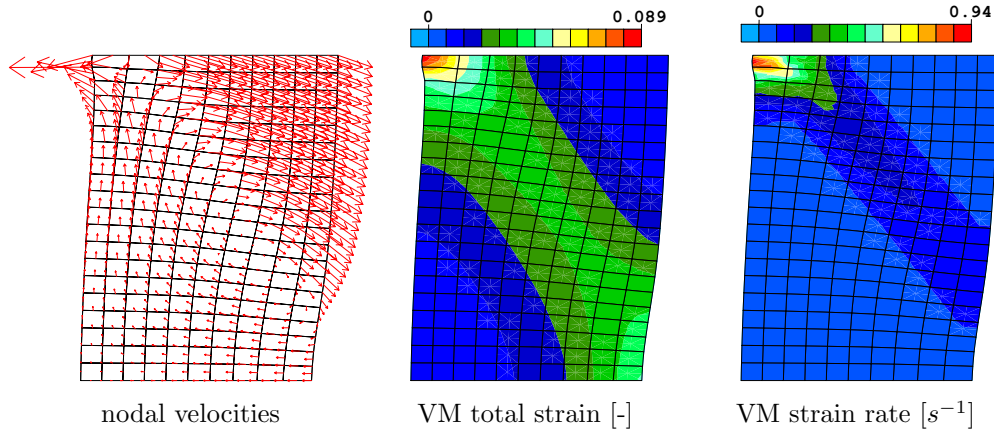 0 0.089
0 0.94
nodal velocities
VM total strain [-]
VM strain rate [s⁻¹]